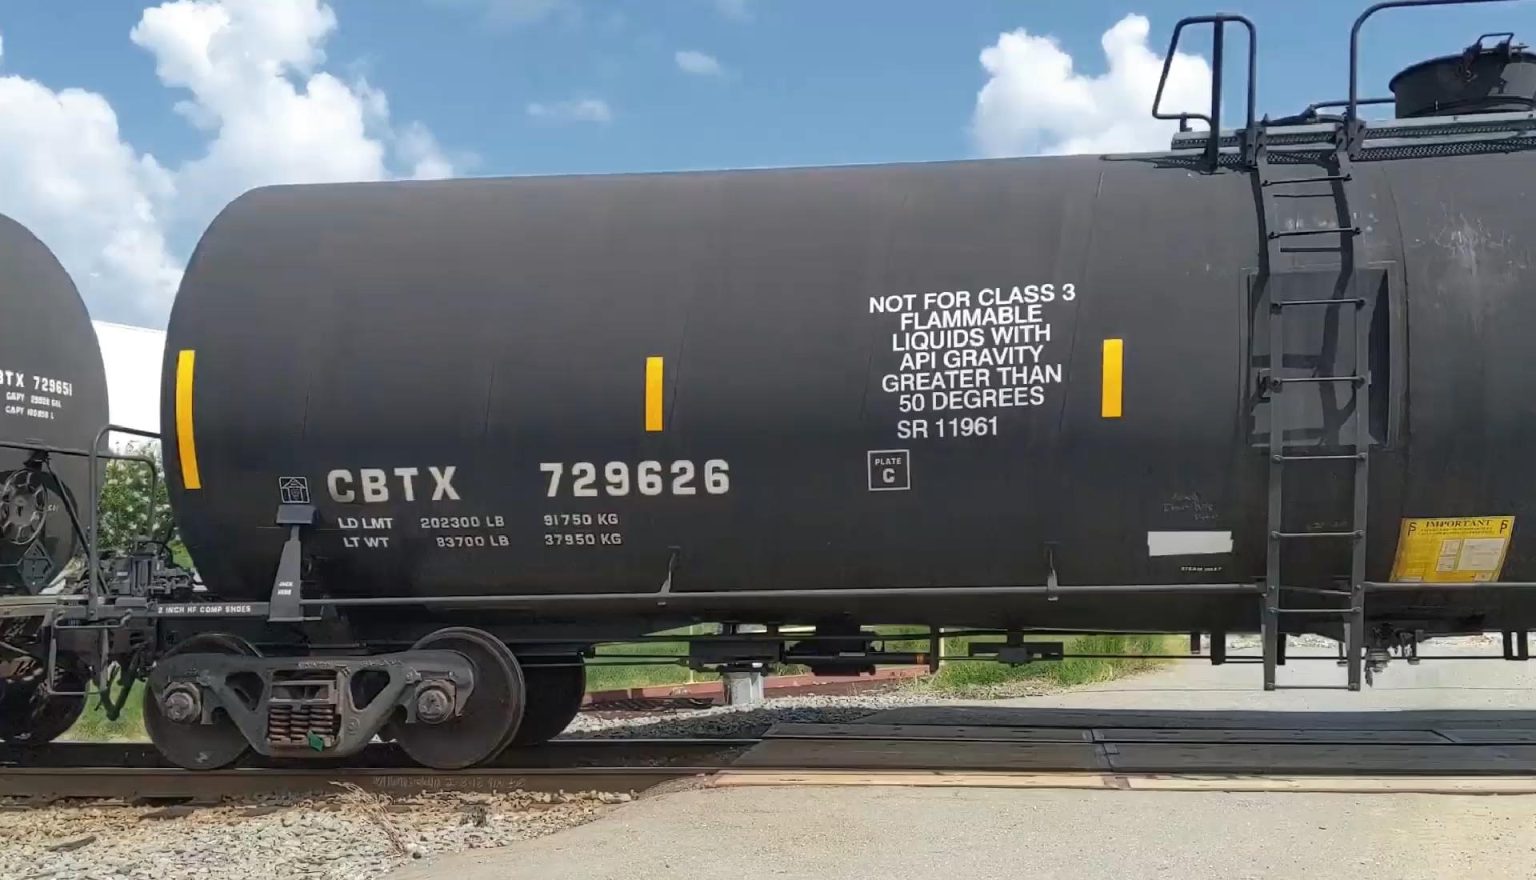 BTX 729651
CBTX 729626
LD LMT 202300 LB 91750 KG
LT WT 83700 LB 37950 KG
NOT FOR CLASS 3
FLAMMABLE
LIQUIDS WITH
API GRAVITY
GREATER THAN
50 DEGREES
SR 11961
PLATE
C
IMPORTANT
2 INCH HF COMP SHOES